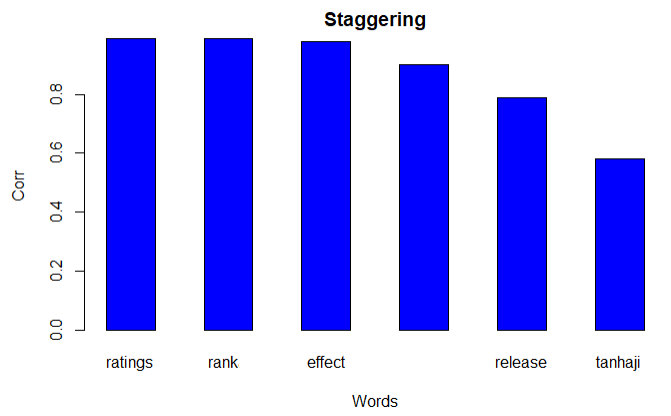 Staggering
Corr
0.0 0.2 0.4 0.6 0.8
ratings rank effect release tanhaji
Words